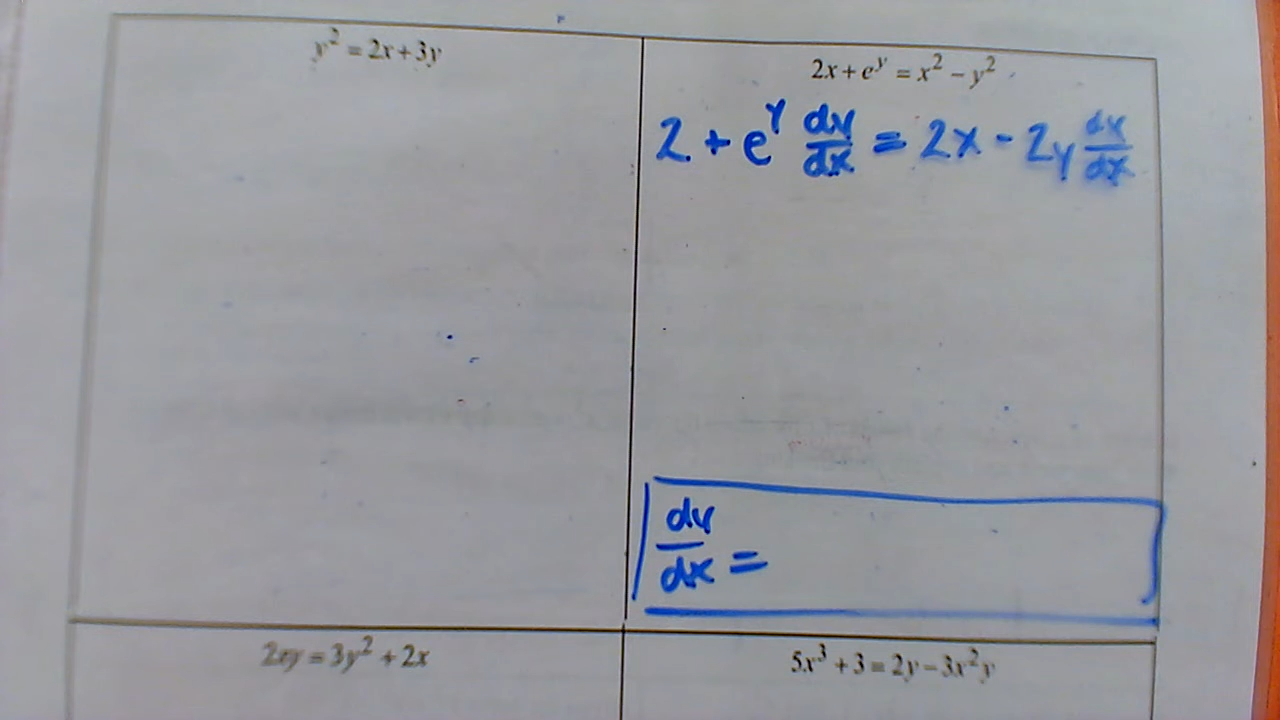 y² = 2x + 3y
2x + eʸ = x² − y²
2 + eʸ dy/dx = 2x - 2y dy/dx
dy/dx =
2xy = 3y² + 2x
5x³ + 3 = 2y − 3x²y